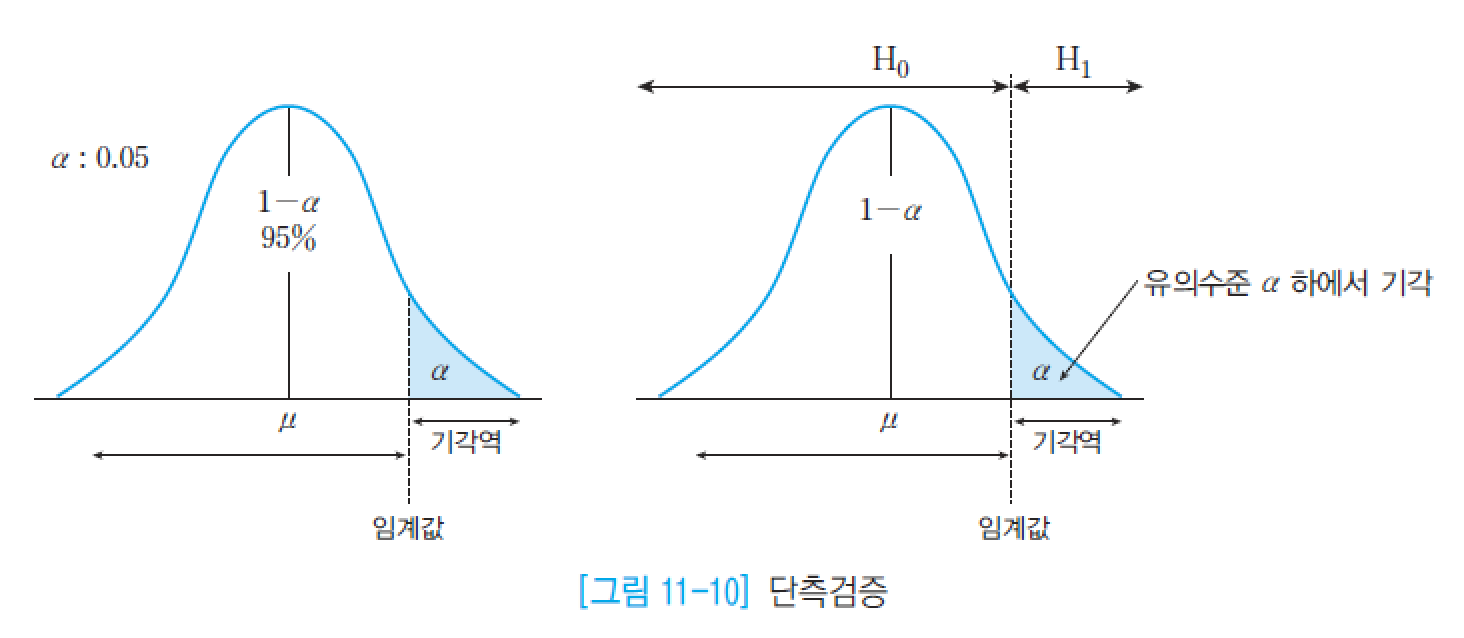 α : 0.05
1−α
95%
α
μ
기각역
임계값
H₀ H₁
1−α
유의수준 α 하에서 기각
α
μ
기각역
임계값
[그림 11-10] 단측검증